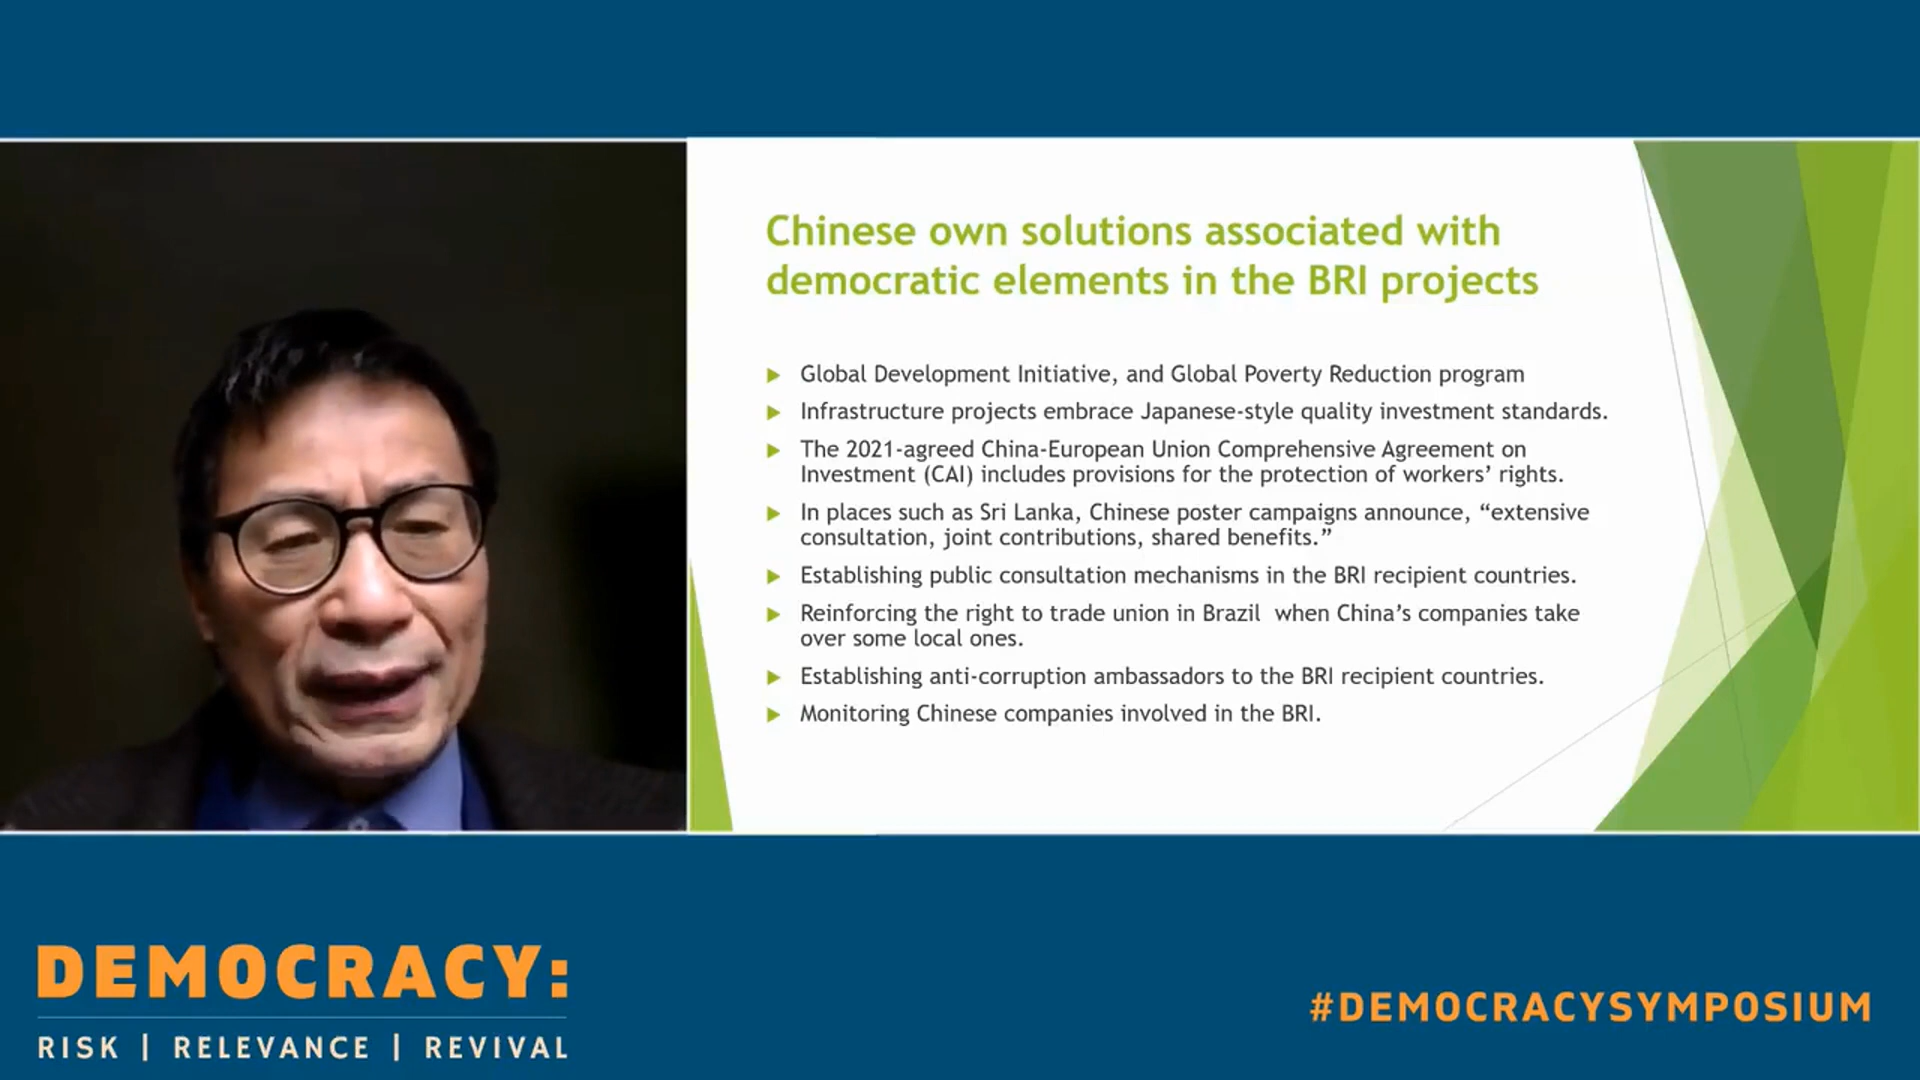 Chinese own solutions associated with
democratic elements in the BRI projects
Global Development Initiative, and Global Poverty Reduction program
Infrastructure projects embrace Japanese-style quality investment standards.
The 2021-agreed China-European Union Comprehensive Agreement on
Investment (CAI) includes provisions for the protection of workers’ rights.
In places such as Sri Lanka, Chinese poster campaigns announce, “extensive
consultation, joint contributions, shared benefits.”
Establishing public consultation mechanisms in the BRI recipient countries.
Reinforcing the right to trade union in Brazil  when China’s companies take
over some local ones.
Establishing anti-corruption ambassadors to the BRI recipient countries.
Monitoring Chinese companies involved in the BRI.
DEMOCRACY:
RISK | RELEVANCE | REVIVAL
#DEMOCRACYSYMPOSIUM